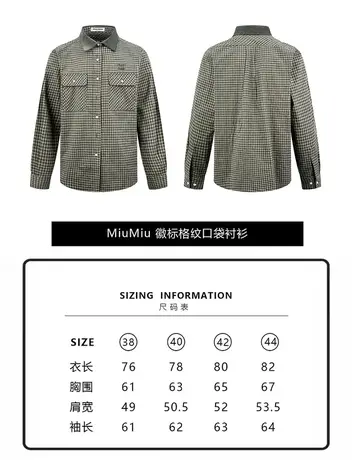 MiuMiu 徽标格纹口袋衬衫
SIZING INFORMATION
尺码表
SIZE 38 40 42 44
衣长 76 78 80 82
胸围 61 63 65 67
肩宽 49 50.5 52 53.5
袖长 61 62 63 64